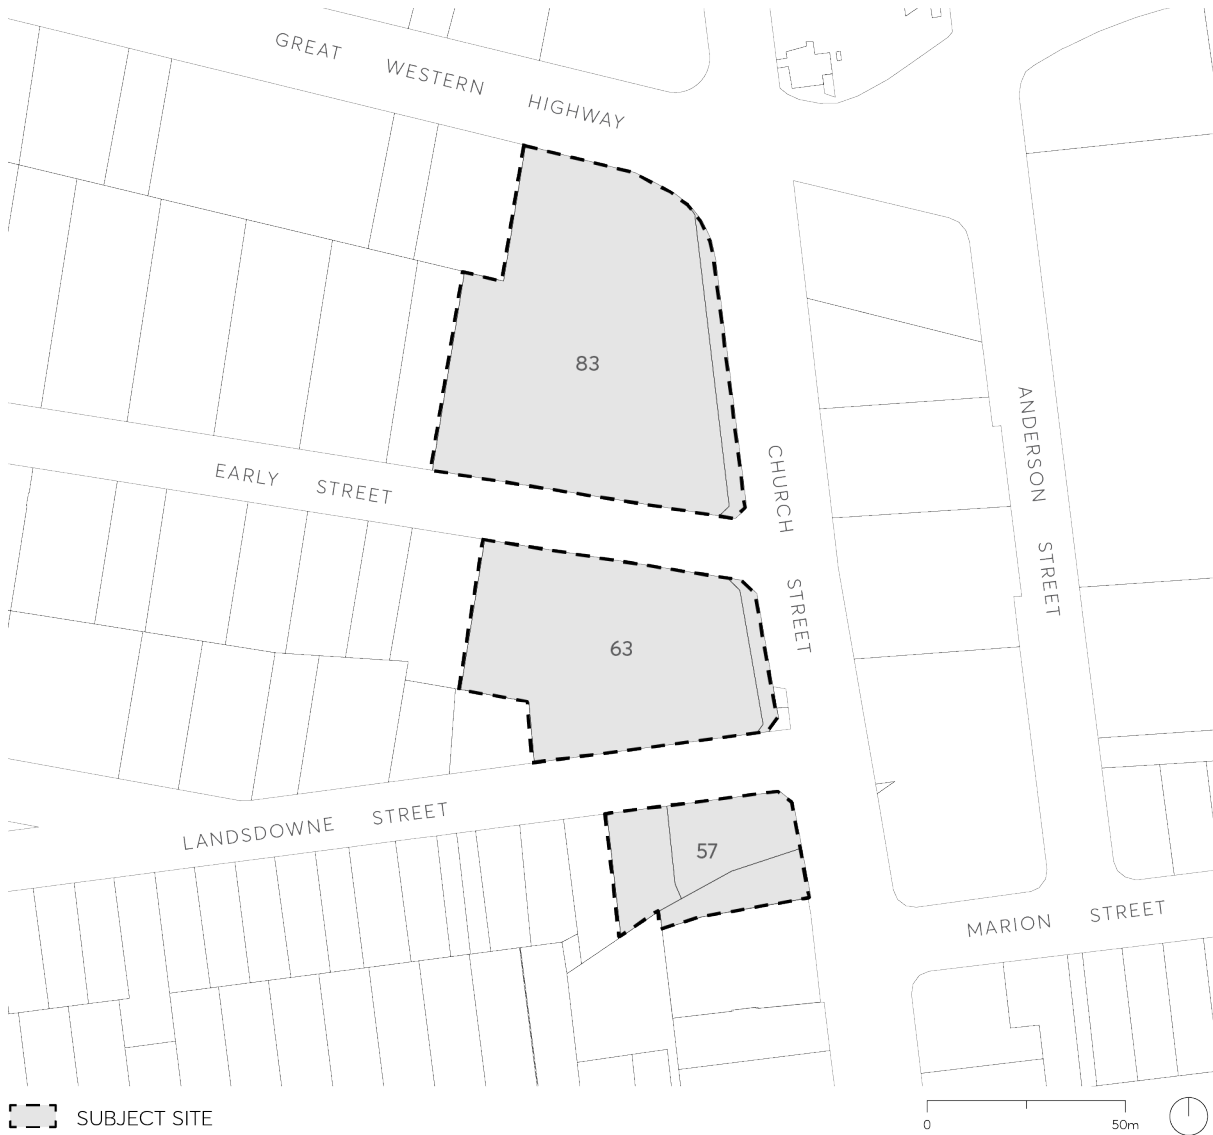 GREAT WESTERN HIGHWAY
83
EARLY STREET
CHURCH STREET
ANDERSON STREET
63
LANDSDOWNE STREET
57
MARION STREET
SUBJECT SITE
0 50m